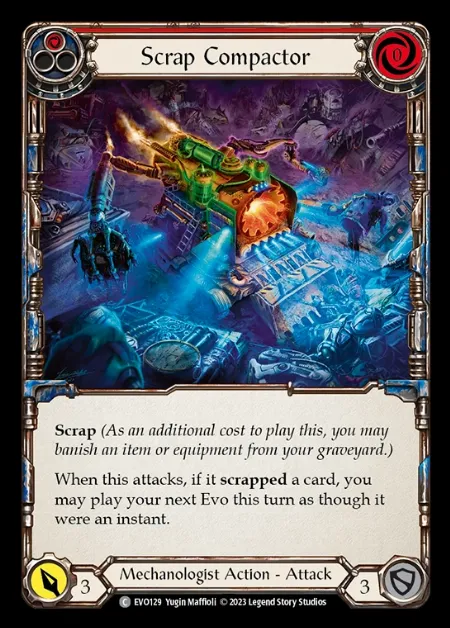 Scrap Compactor
0
Scrap (As an additional cost to play this, you may
banish an item or equipment from your graveyard.)
When this attacks, if it scrapped a card, you
may play your next Evo this turn as though it
were an instant.
3
Mechanologist Action - Attack
3
C EVO129 Yugin Maffioli © 2023 Legend Story Studios